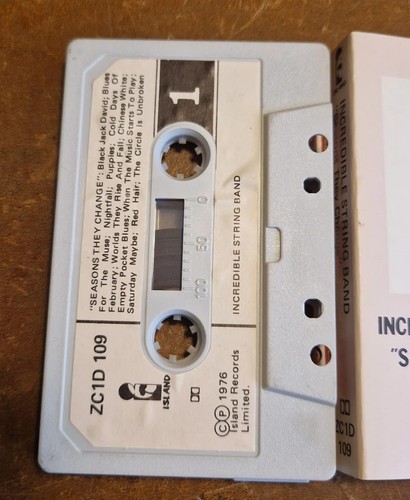 "SEASONS THEY CHANGE": Black Jack David; Blues
For The Muse; Nightfall; Puppies; Cold Days Of
February; Worlds They Rise And Fall; Chinese White;
Empty Pocket Blues; When The Music Starts To Play;
Saturday Maybe; Red Hair; The Circle Is Unbroken
1
ZC1D 109
ISLAND
100 50 0
INCREDIBLE STRING BAND
Ⓒ Ⓟ 1976
Island Records
Limited.
INCREDIBLE STRING BAND
ZC1D
109
INC
"S